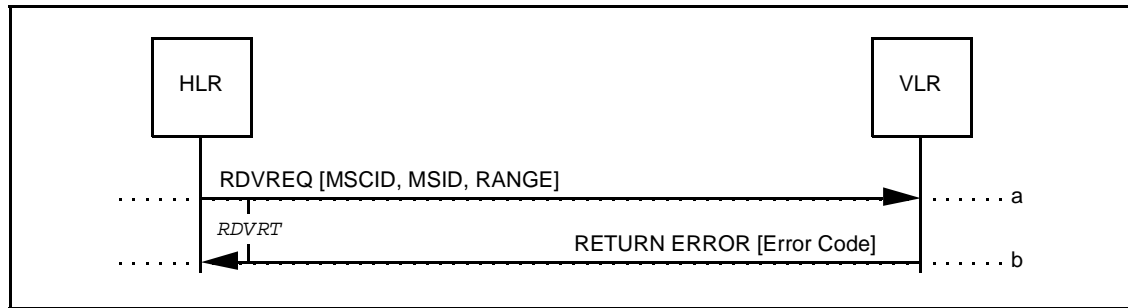 HLR
VLR
RDVREQ [MSCID, MSID, RANGE]
a
RDVRT
RETURN ERROR [Error Code]
b